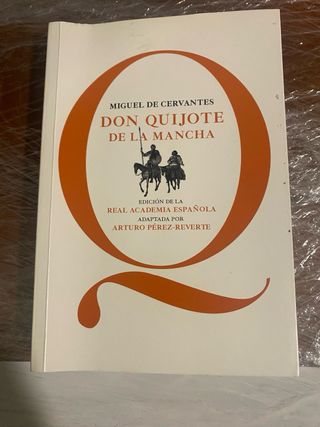 MIGUEL DE CERVANTES
DON QUIJOTE
DE LA MANCHA
EDICIÓN DE LA
REAL ACADEMIA ESPAÑOLA
ADAPTADA POR
ARTURO PÉREZ-REVERTE
Q